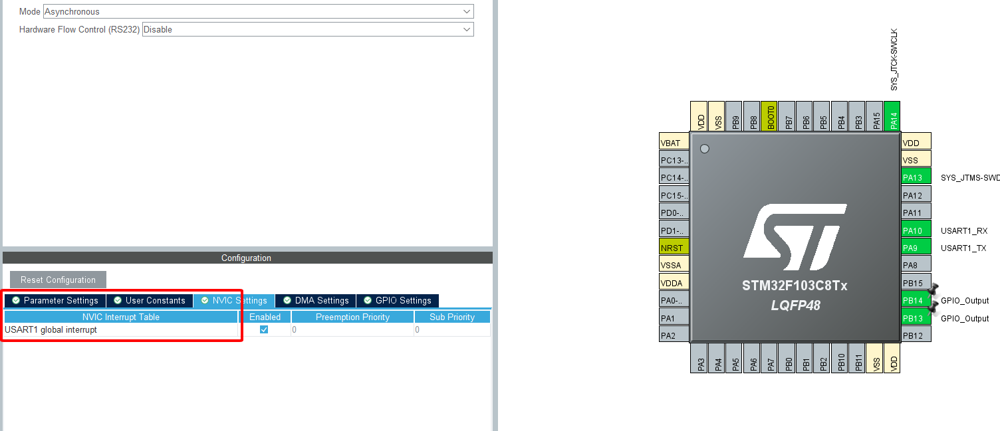 Mode Asynchronous
Hardware Flow Control (RS232) Disable
Configuration
Reset Configuration
Parameter Settings User Constants NVIC Settings DMA Settings GPIO Settings
NVIC Interrupt Table Enabled Preemption Priority Sub Priority
USART1 global interrupt 0 0
SYS_JTCK-SWCLK
VDD VSS PB9 PB8 BOOT0 PB7 PB6 PB5 PB4 PB3 PA15 PA14
VBAT
PC13-..
PC14-..
PC15-..
PD0-..
PD1-..
NRST
VSSA
VDDA
PA0-..
PA1
PA2
ST
STM32F103C8Tx
LQFP48
VDD
VSS
PA13 SYS_JTMS-SWD
PA12
PA11
PA10 USART1_RX
PA9 USART1_TX
PA8
PB15
PB14 GPIO_Output
PB13 GPIO_Output
PB12
PA3 PA4 PA5 PA6 PA7 PB0 PB1 PB2 PB10 PB11 VSS VDD